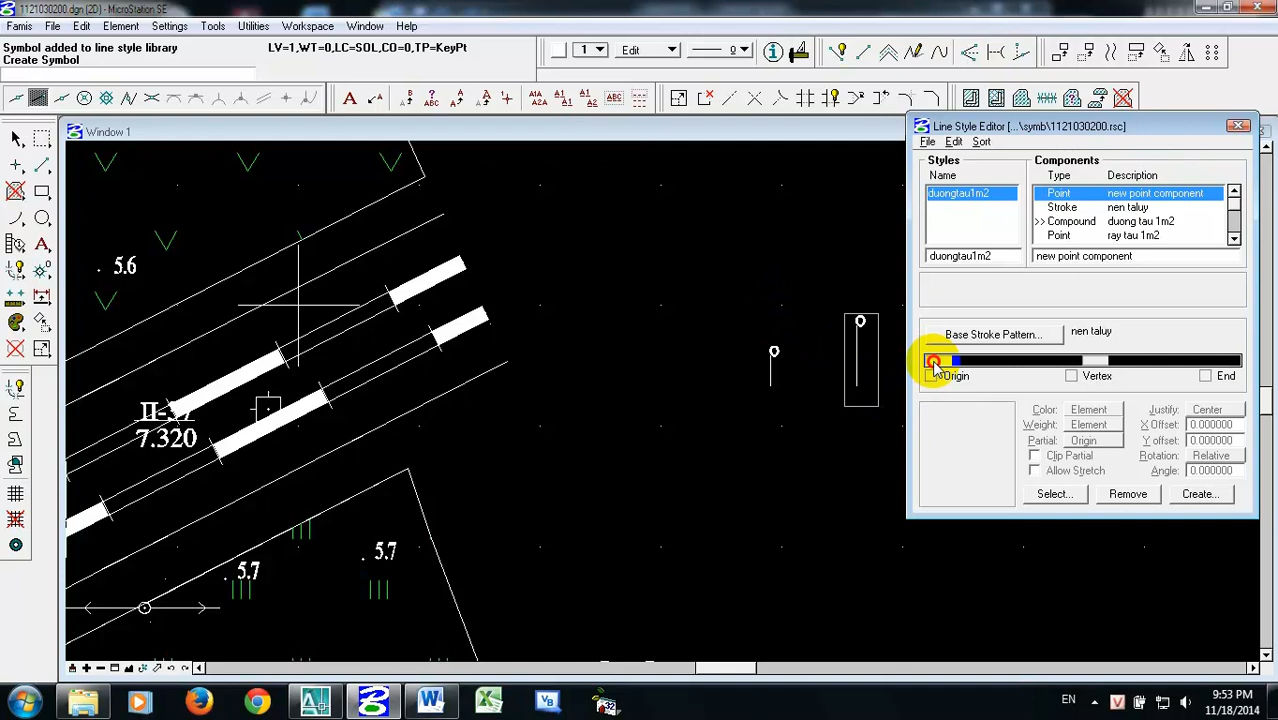 1121030200.dgn (2D) - MicroStation SE
Famis File Edit Element Settings Tools Utilities Workspace Window Help
Symbol added to line style library
Create Symbol
LV=1,WT=0,LC=SOL,CO=0,TP=KeyPt
1 Edit 0
Window 1
Line Style Editor [...\symb\1121030200.rsc]
File Edit Sort
Styles Components
Name Type Description
duongtau1m2
Point new point component
Stroke nen taluy
>> Compound duong tau 1m2
Point ray tau 1m2
duongtau1m2 new point component
Base Stroke Pattern... nen taluy
Origin Vertex End
Color: Element Justify: Center
Weight: Element X Offset: 0.000000
Partial: Origin Y offset: 0.000000
Clip Partial Rotation: Relative
Allow Stretch Angle: 0.000000
Select... Remove Create...
5.6
II-37
7.320
5.7
5.7
EN V 9:53 PM
11/18/2014